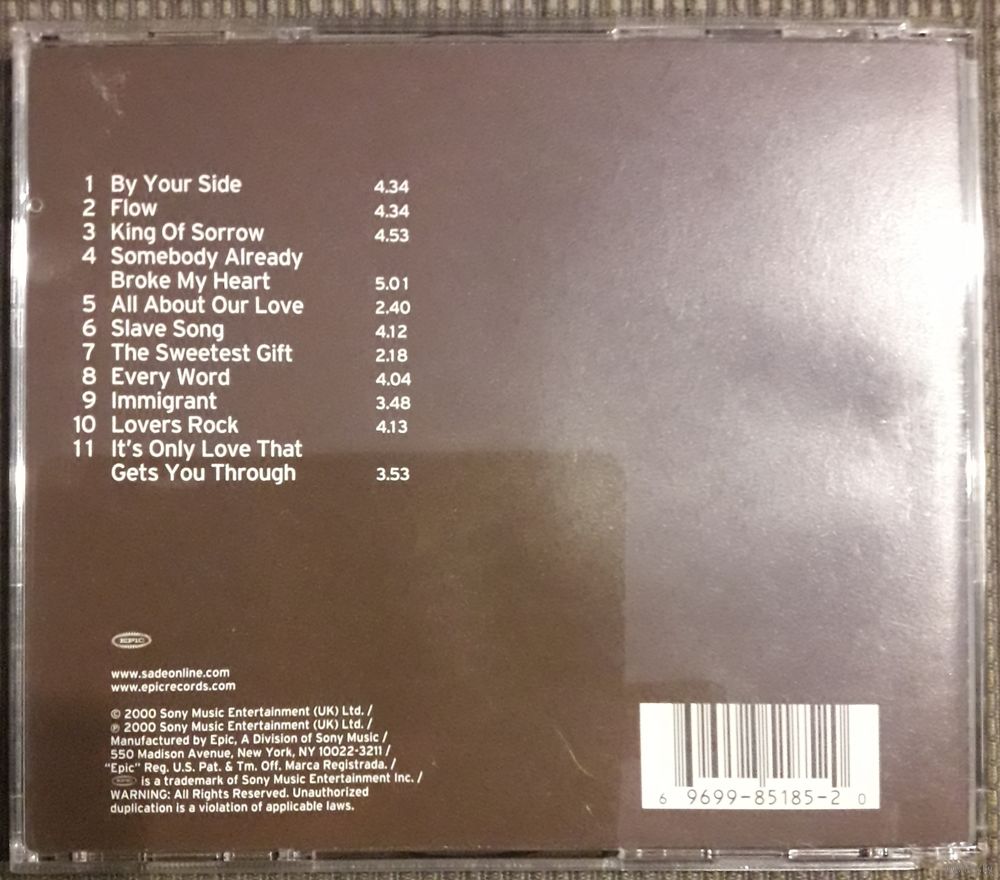 1 By Your Side 4.34
2 Flow 4.34
3 King Of Sorrow 4.53
4 Somebody Already
Broke My Heart 5.01
5 All About Our Love 2.40
6 Slave Song 4.12
7 The Sweetest Gift 2.18
8 Every Word 4.04
9 Immigrant 3.48
10 Lovers Rock 4.13
11 It's Only Love That
Gets You Through 3.53
EPIC
www.sadeonline.com
www.epicrecords.com
© 2000 Sony Music Entertainment (UK) Ltd. /
℗ 2000 Sony Music Entertainment (UK) Ltd. /
Manufactured by Epic, A Division of Sony Music /
550 Madison Avenue, New York, NY 10022-3211 /
"Epic" Reg. U.S. Pat. & Tm. Off. Marca Registrada. /
EPIC is a trademark of Sony Music Entertainment Inc. /
WARNING: All Rights Reserved. Unauthorized
duplication is a violation of applicable laws.
6 9699-85185-2 0